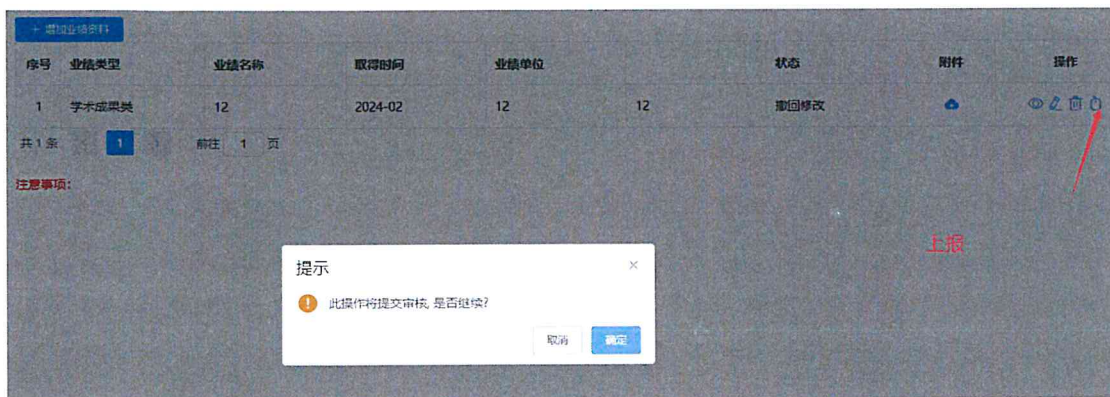 + 增加业绩资料
序号 业绩类型 业绩名称 取得时间 业绩单位 状态 附件 操作
1 学术成果类 12 2024-02 12 12 撤回修改
共 1 条 1 前往 1 页
注意事项:
上报
提示
此操作将提交审核, 是否继续?
取消 确定